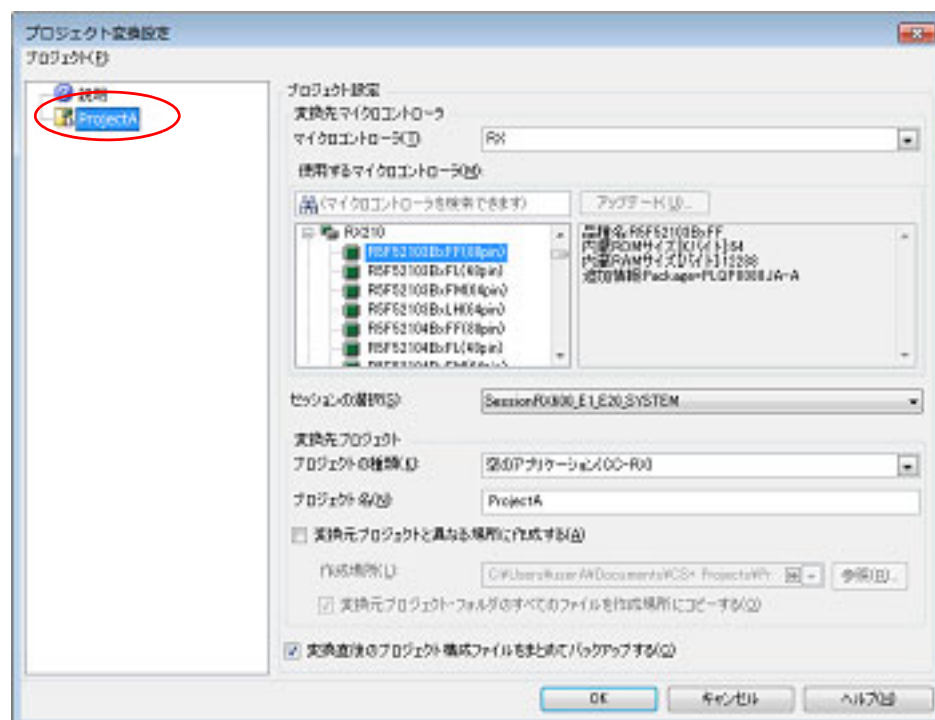 プロジェクト変換設定
プロジェクト(P)
説明
ProjectA
プロジェクト設定
変換先マイクロコントローラ
マイクロコントローラ(T)
RX
使用するマイクロコントローラ(M):
(マイクロコントローラを検索できます)
アップデート(U)...
RX210
R5F52103BxFF(80pin)
R5F52103BxFL(48pin)
R5F52103BxFM(64pin)
R5F52103BxLH(64pin)
R5F52104BxFF(80pin)
R5F52104BxFL(48pin)
品種名:R5F52103BxFF
内蔵ROMサイズ[Kバイト]:64
内蔵RAMサイズ[バイト]:12288
追加情報:Package=PLQP0080JA-A
セッションの選択(S)
SessionRX600_E1_E20_SYSTEM
変換先プロジェクト
プロジェクトの種類(K):
空のアプリケーション(CC-RX)
プロジェクト名(N):
ProjectA
変換元プロジェクトと異なる場所に作成する(A)
作成場所(L):
C:¥Users¥userA¥Documents¥CS+ Projects¥Pr
参照(R)...
変換元プロジェクト・フォルダのすべてのファイルを作成場所にコピーする(O)
変換直後のプロジェクト構成ファイルをまとめてバックアップする(C)
OK
キャンセル
ヘルプ(H)